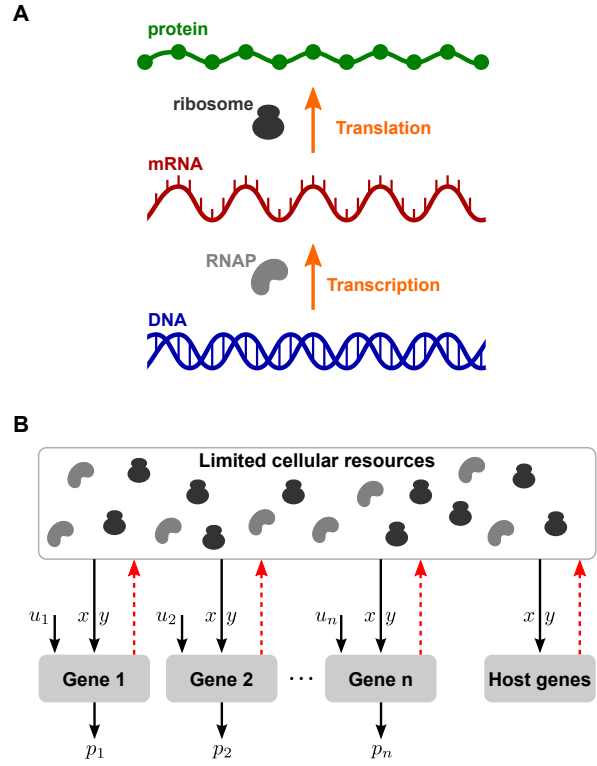 A
protein
ribosome
Translation
mRNA
RNAP
Transcription
DNA
B
Limited cellular resources
u₁ x y u₂ x y uₙ x y x y
Gene 1 Gene 2 ... Gene n Host genes
p₁ p₂ pₙ